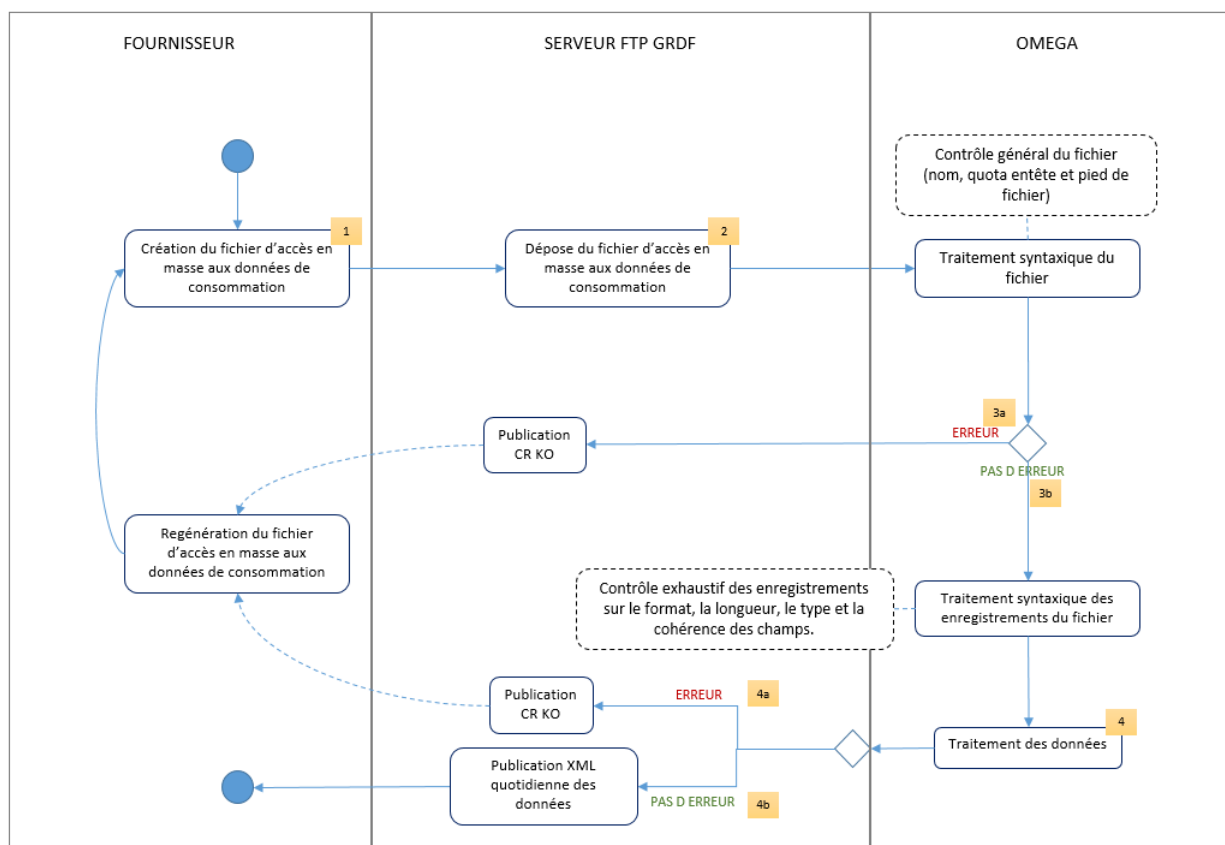 FOURNISSEUR
SERVEUR FTP GRDF
OMEGA
Contrôle général du fichier
(nom, quota entête et pied de
fichier)
1
Création du fichier d’accès en
masse aux données de
consommation
2
Dépose du fichier d’accès en
masse aux données de
consommation
Traitement syntaxique du
fichier
3a
ERREUR
Publication
CR KO
PAS D ERREUR
3b
Regénération du fichier
d’accès en masse aux
données de consommation
Contrôle exhaustif des enregistrements
sur le format, la longueur, le type et la
cohérence des champs.
Traitement syntaxique des
enregistrements du fichier
4
Traitement des données
4a
ERREUR
Publication
CR KO
Publication XML
quotidienne des
données
PAS D ERREUR
4b